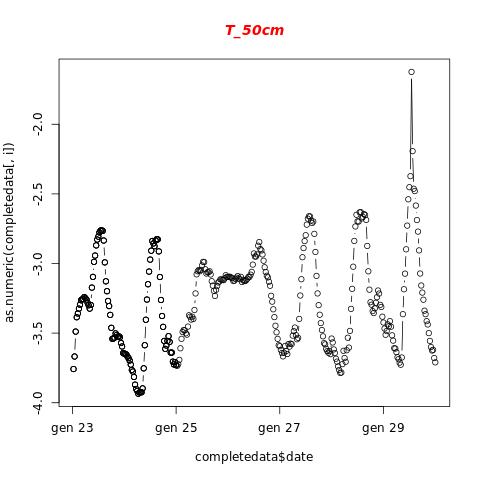 T_50cm
as.numeric(completedata[, i])
-2.0
-2.5
-3.0
-3.5
-4.0
gen 23
gen 25
gen 27
gen 29
completedata$date